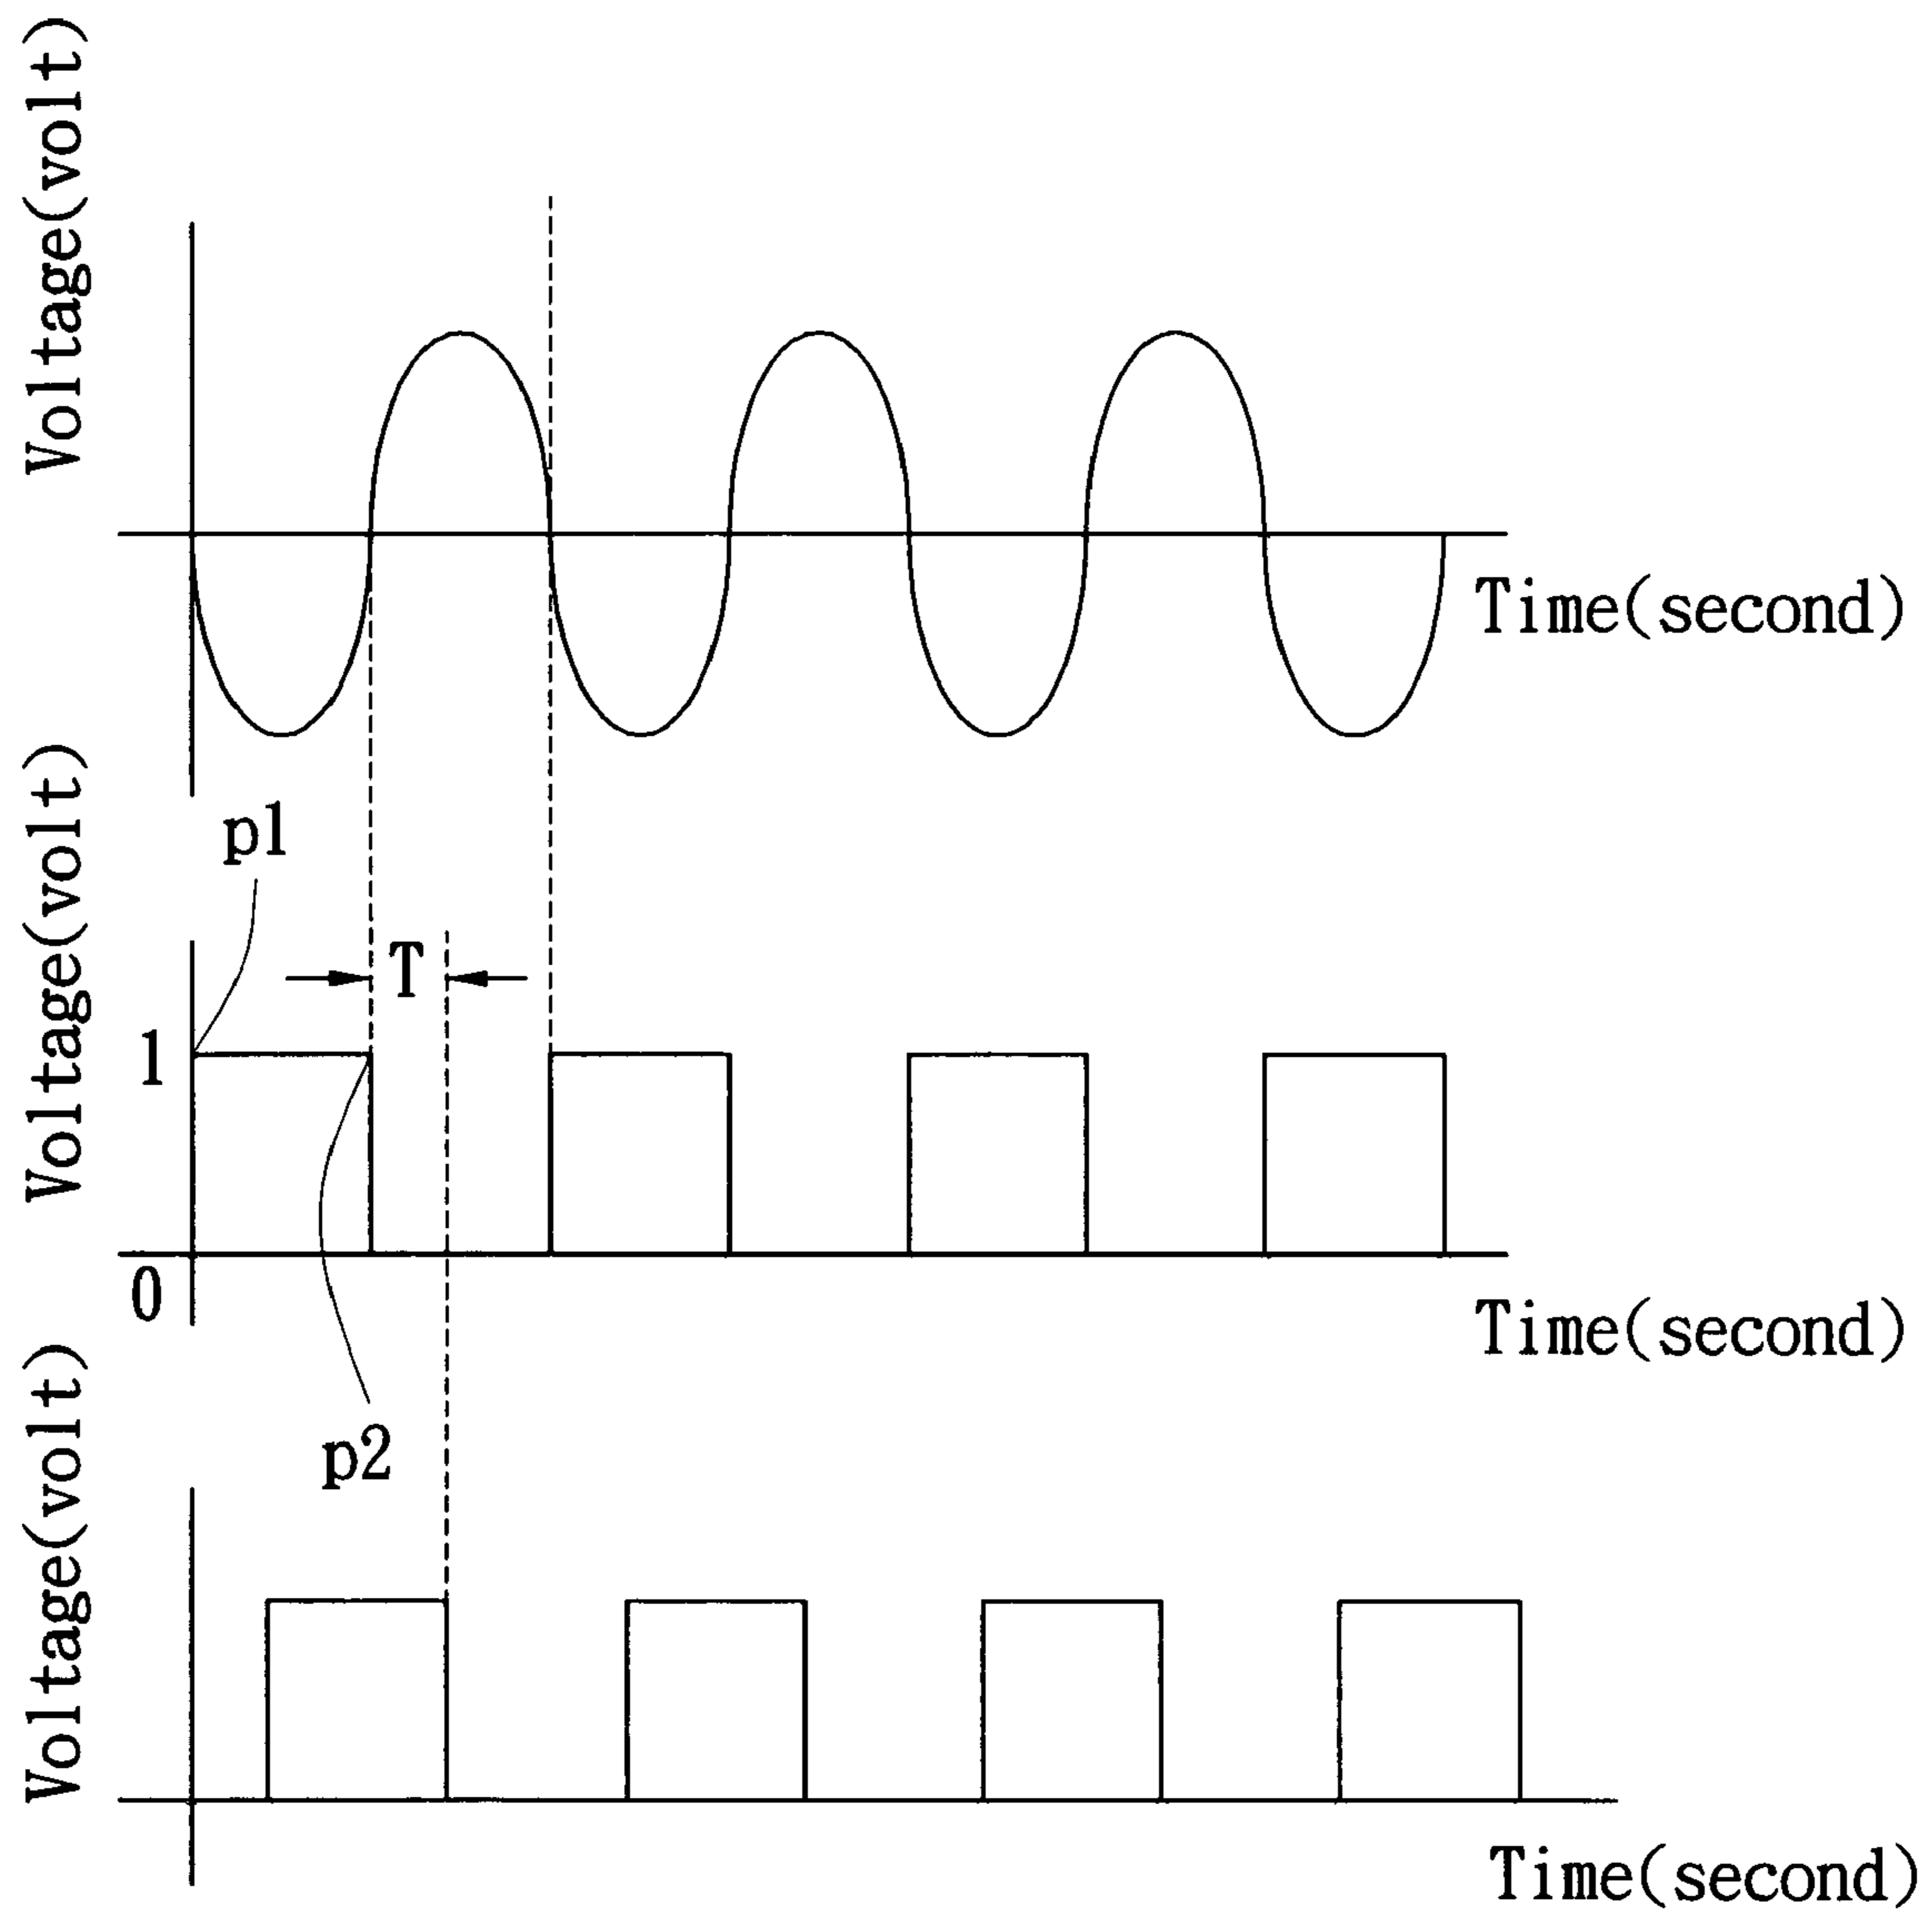 Voltage(volt)
Time(second)
Voltage(volt)
p1
T
1
0
Time(second)
p2
Voltage(volt)
Time(second)